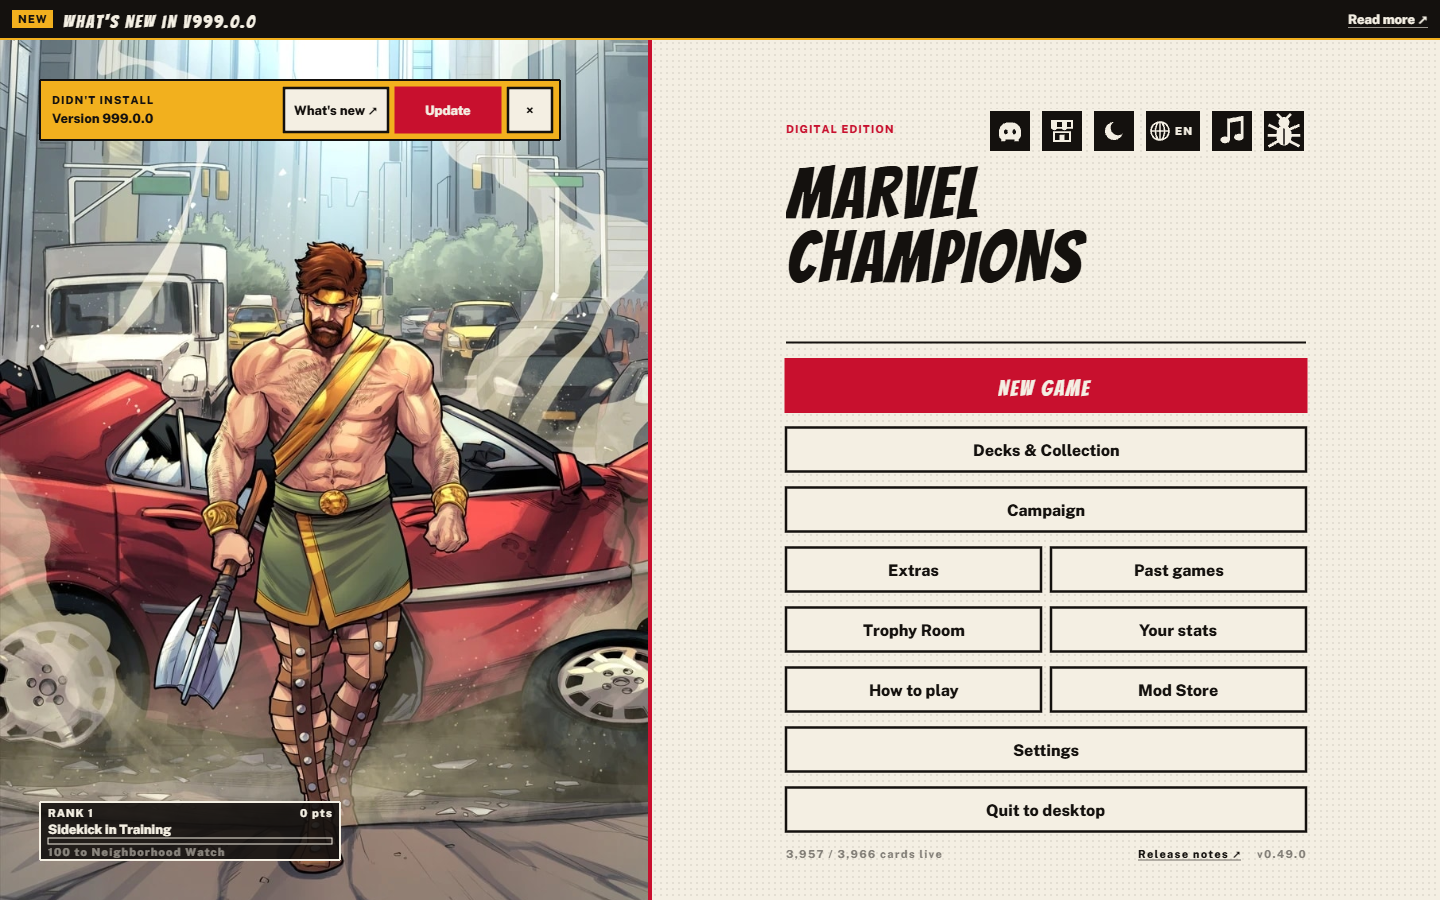 NEW WHAT'S NEW IN V999.0.0
Read more ↗
DIDN'T INSTALL
Version 999.0.0
What's new ↗
Update
×
DIGITAL EDITION
EN
MARVEL
CHAMPIONS
NEW GAME
Decks & Collection
Campaign
Extras
Past games
Trophy Room
Your stats
How to play
Mod Store
Settings
Quit to desktop
RANK 1
0 pts
Sidekick in Training
100 to Neighborhood Watch
3,957 / 3,966 cards live
Release notes ↗
v0.49.0